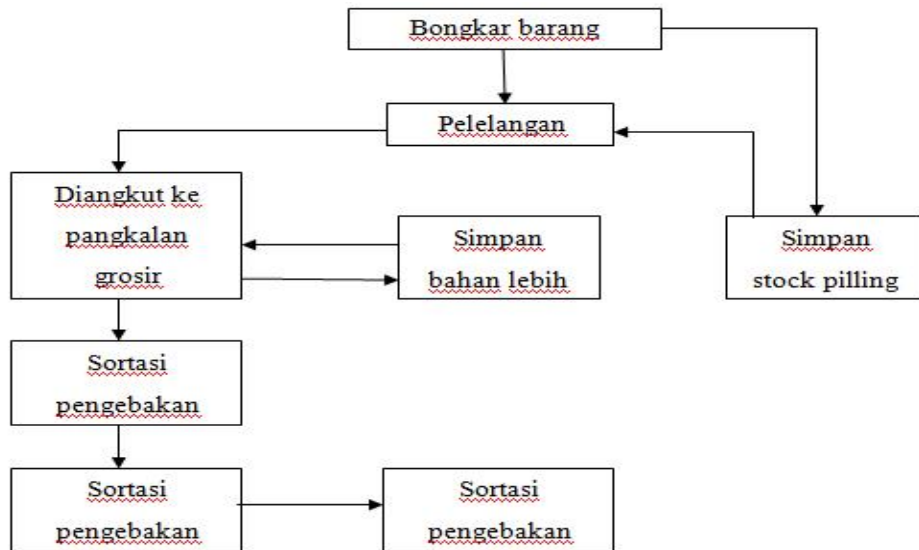 Bongkar barang
Pelelangan
Diangkut ke
pangkalan
grosir
Simpan
bahan lebih
Simpan
stock pilling
Sortasi
pengebakan
Sortasi
pengebakan
Sortasi
pengebakan